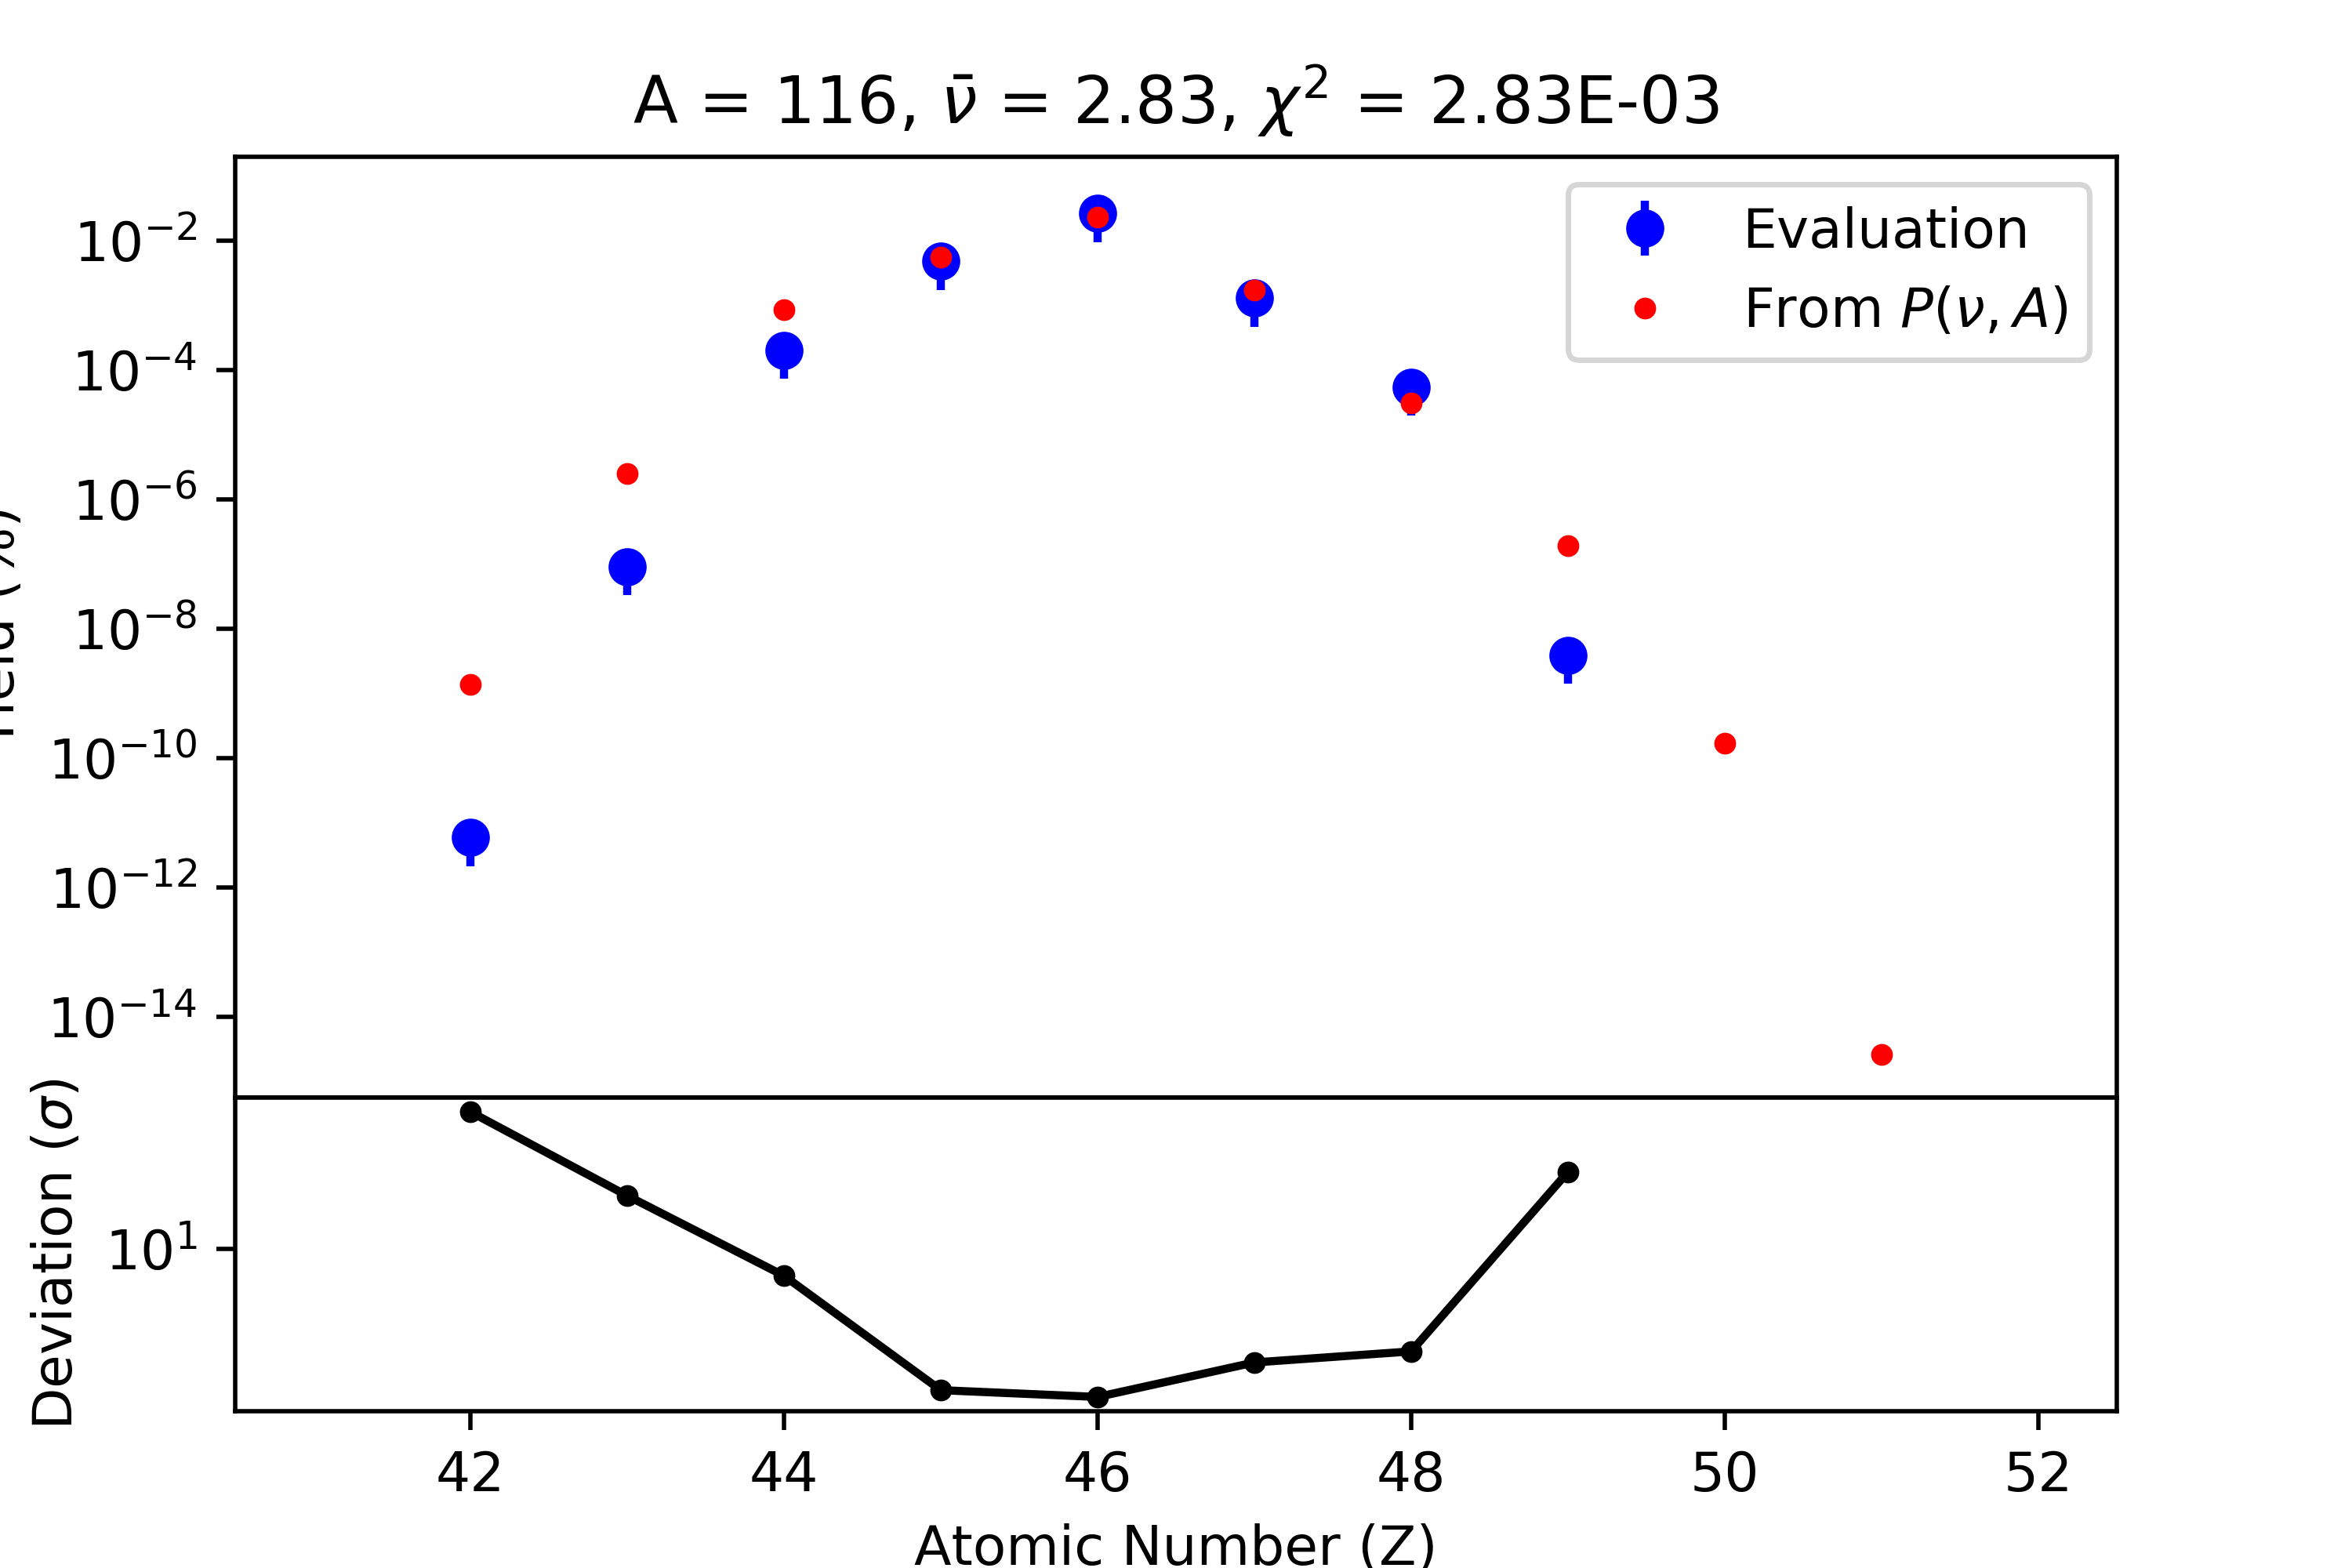 A = 116, ν̄ = 2.83, χ² = 2.83E-03
Evaluation
From P(ν, A)
10⁻²
10⁻⁴
10⁻⁶
10⁻⁸
10⁻¹⁰
10⁻¹²
10⁻¹⁴
(%)
Deviation (σ)
10¹
42 44 46 48 50 52
Atomic Number (Z)